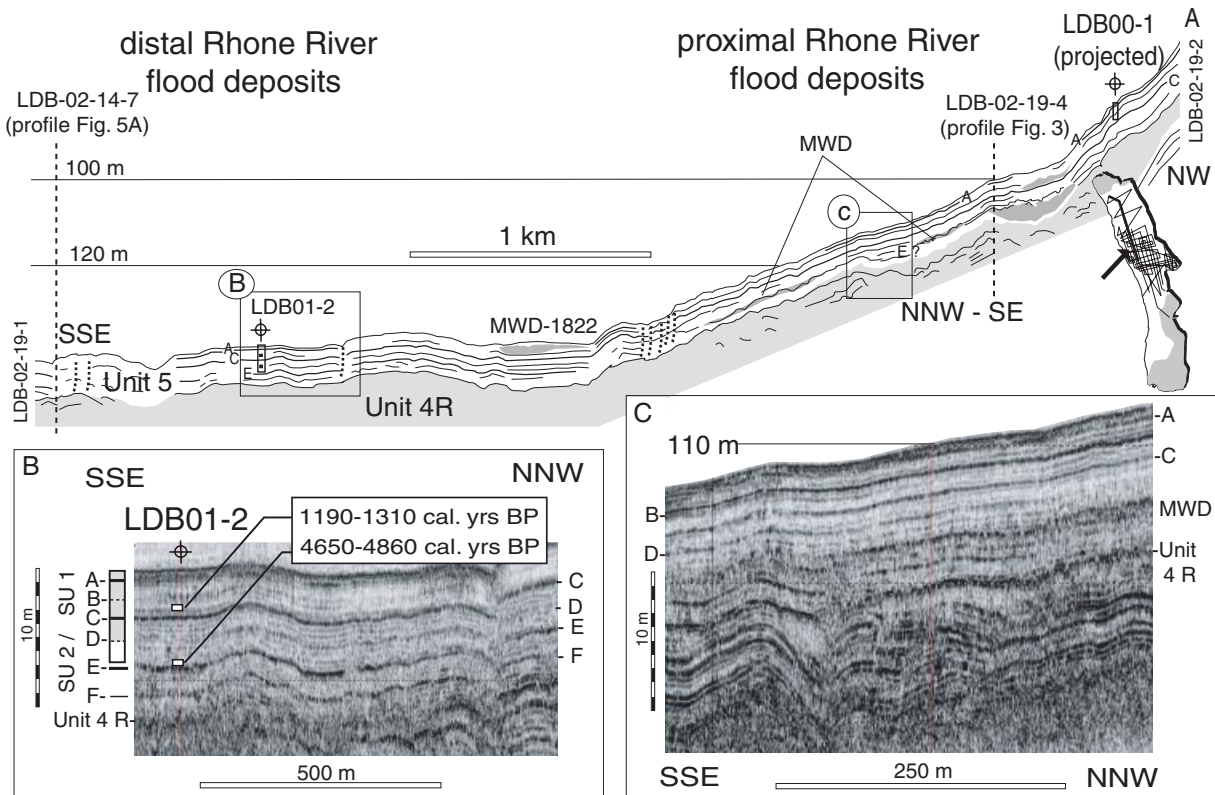 distal Rhone River
flood deposits
proximal Rhone River
flood deposits
LDB00-1
(projected)
A
LDB-02-19-2
C
LDB-02-14-7
(profile Fig. 5A)
LDB-02-19-4
(profile Fig. 3)
A
MWD
NW
100 m
A
C
1 km
E ?
120 m
B
LDB01-2
MWD-1822
NNW - SE
SSE
LDB-02-19-1
A
C
E
Unit 5
Unit 4R
B
SSE
NNW
LDB01-2
1190-1310 cal. yrs BP
4650-4860 cal. yrs BP
10 m
SU 2 / SU 1
A-
B-
C-
D-
E-
F-
Unit 4 R-
C
D
E
F
500 m
C
110 m
-A
-C
B-
MWD
D-
-Unit
4 R
10 m
SSE
250 m
NNW